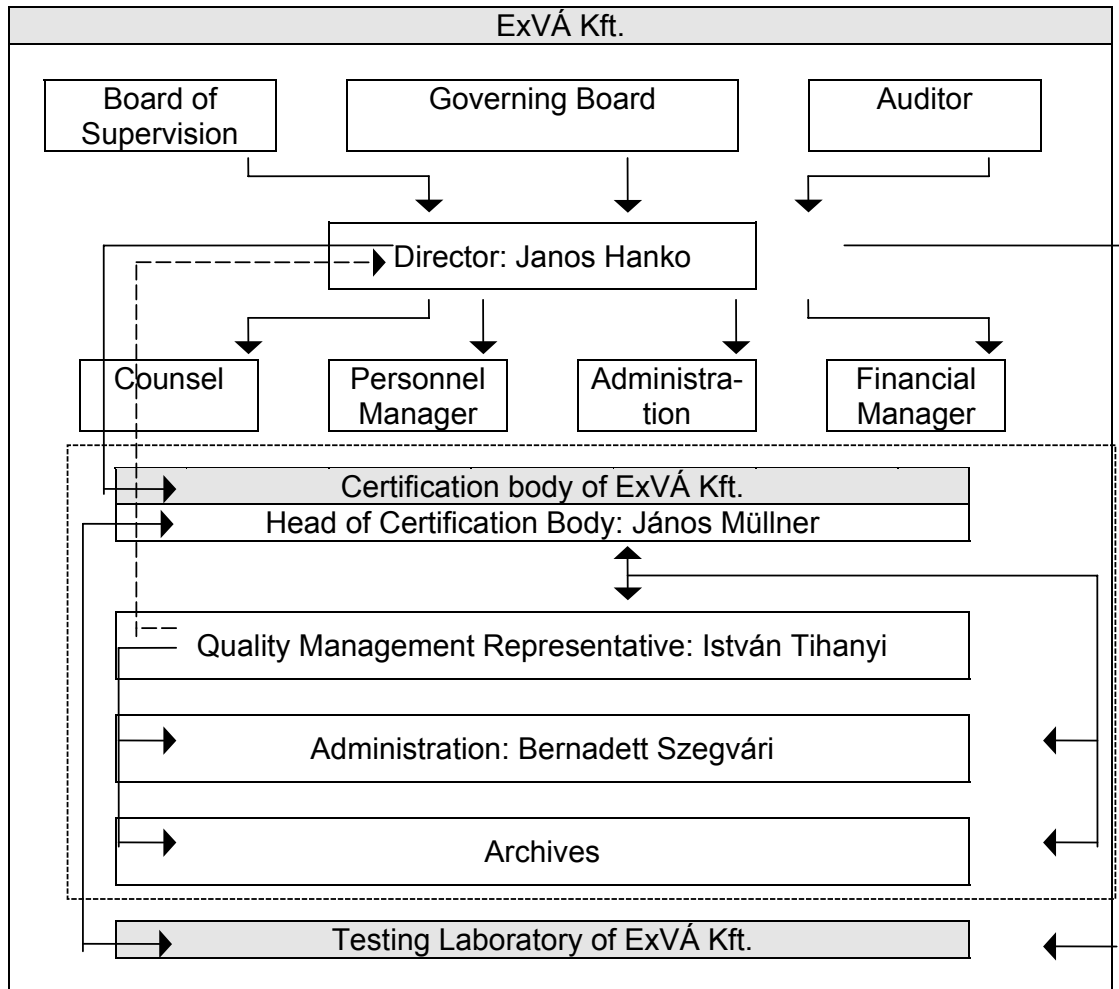 ExVÁ Kft.
Board of
Supervision
Governing Board
Auditor
Director: Janos Hanko
Counsel
Personnel
Manager
Administra-
tion
Financial
Manager
Certification body of ExVÁ Kft.
Head of Certification Body: János Müllner
Quality Management Representative: István Tihanyi
Administration: Bernadett Szegvári
Archives
Testing Laboratory of ExVÁ Kft.